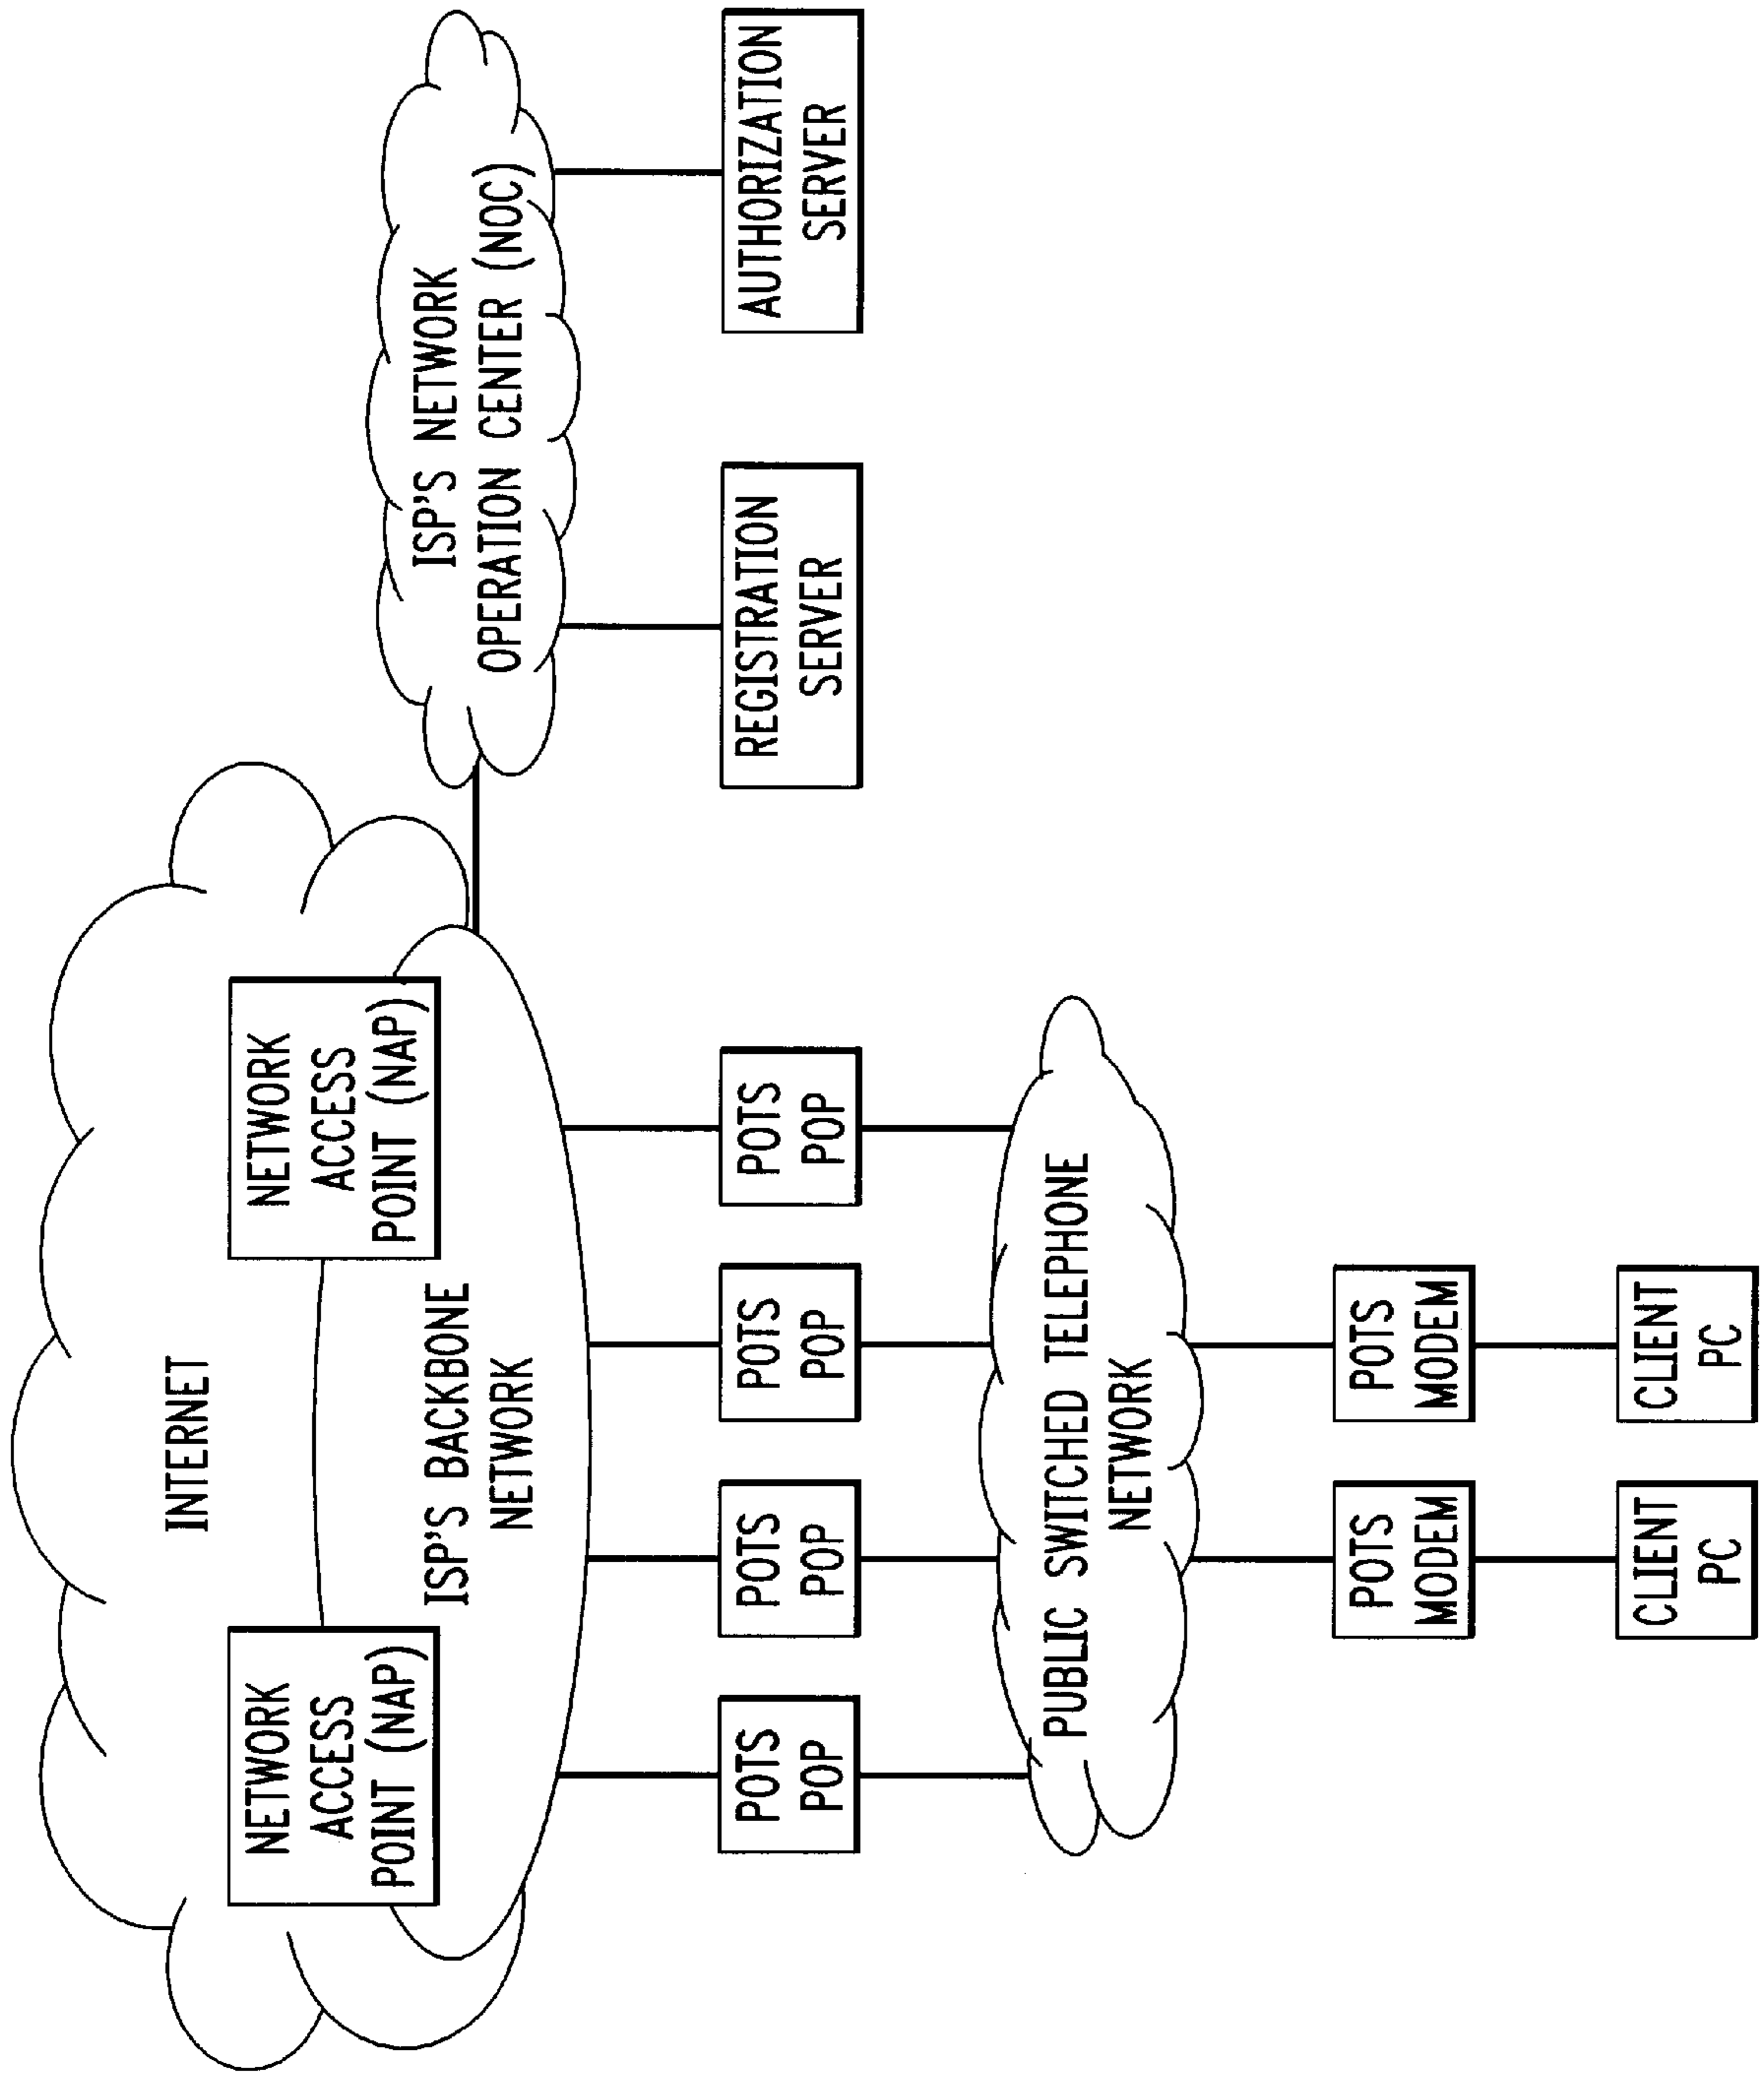 INTERNET
NETWORK
ACCESS
POINT (NAP)
NETWORK
ACCESS
POINT (NAP)
ISP'S BACKBONE
NETWORK
ISP'S NETWORK
OPERATION CENTER (NOC)
POTS
POP
POTS
POP
POTS
POP
POTS
POP
REGISTRATION
SERVER
AUTHORIZATION
SERVER
PUBLIC SWITCHED TELEPHONE
NETWORK
POTS
MODEM
POTS
MODEM
CLIENT
PC
CLIENT
PC